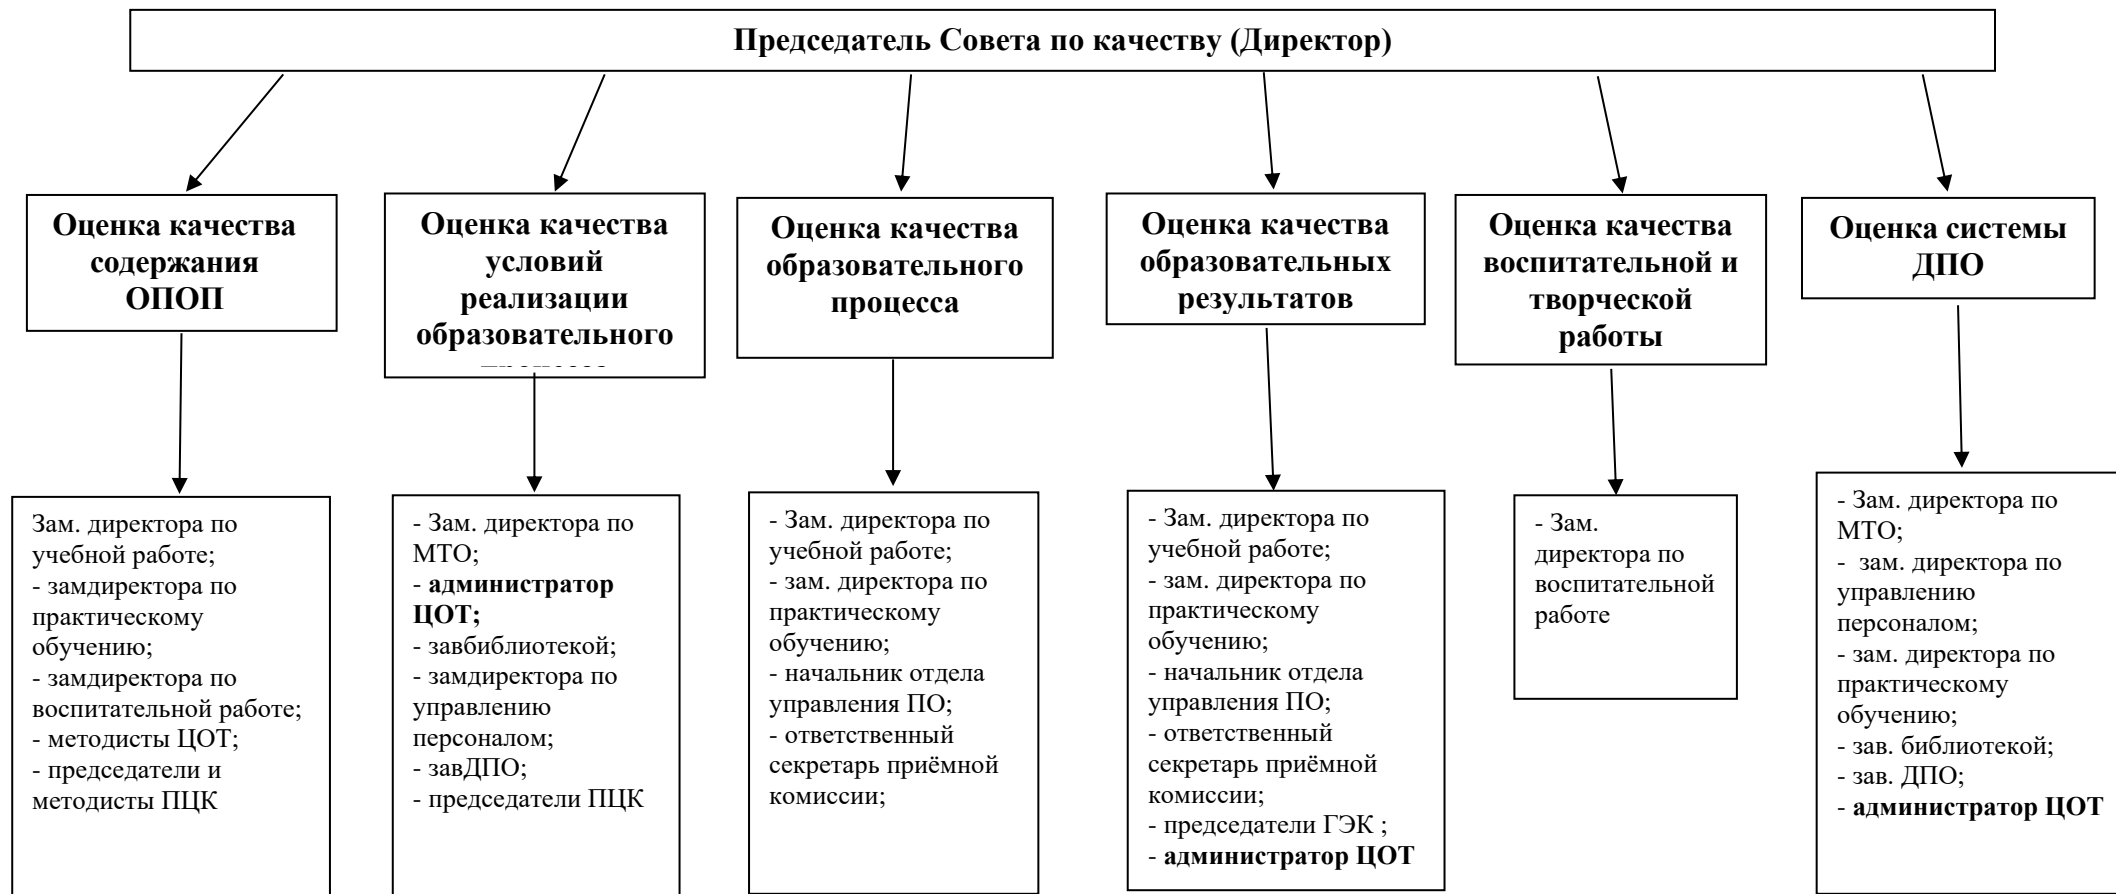 Председатель Совета по качеству (Директор)
Оценка качества
содержания
ОПОП
Оценка качества
условий
реализации
образовательного
Оценка качества
образовательного
процесса
Оценка качества
образовательных
результатов
Оценка качества
воспитательной и
творческой
работы
Оценка системы
ДПО
Зам. директора по
учебной работе;
- замдиректора по
практическому
обучению;
- замдиректора по
воспитательной работе;
- методисты ЦОТ;
- председатели и
методисты ПЦК
- Зам. директора по
МТО;
- администратор
ЦОТ;
- завбиблиотекой;
- замдиректора по
управлению
персоналом;
- завДПО;
- председатели ПЦК
- Зам. директора по
учебной работе;
- зам. директора по
практическому
обучению;
- начальник отдела
управления ПО;
- ответственный
секретарь приёмной
комиссии;
- Зам. директора по
учебной работе;
- зам. директора по
практическому
обучению;
- начальник отдела
управления ПО;
- ответственный
секретарь приёмной
комиссии;
- председатели ГЭК ;
- администратор ЦОТ
- Зам.
директора по
воспитательной
работе
- Зам. директора по
МТО;
- зам. директора по
управлению
персоналом;
- зам. директора по
практическому
обучению;
- зав. библиотекой;
- зав. ДПО;
- администратор ЦОТ